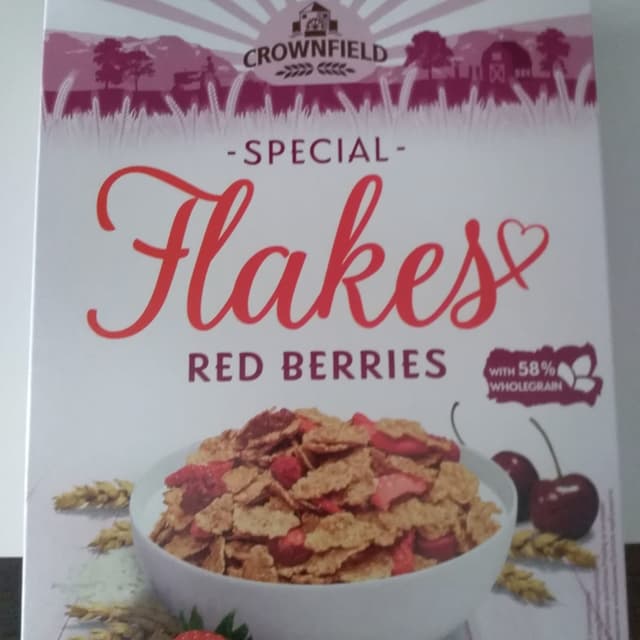 CROWNFIELD
-SPECIAL-
Flakes
RED BERRIES
WITH 58%
WHOLEGRAIN